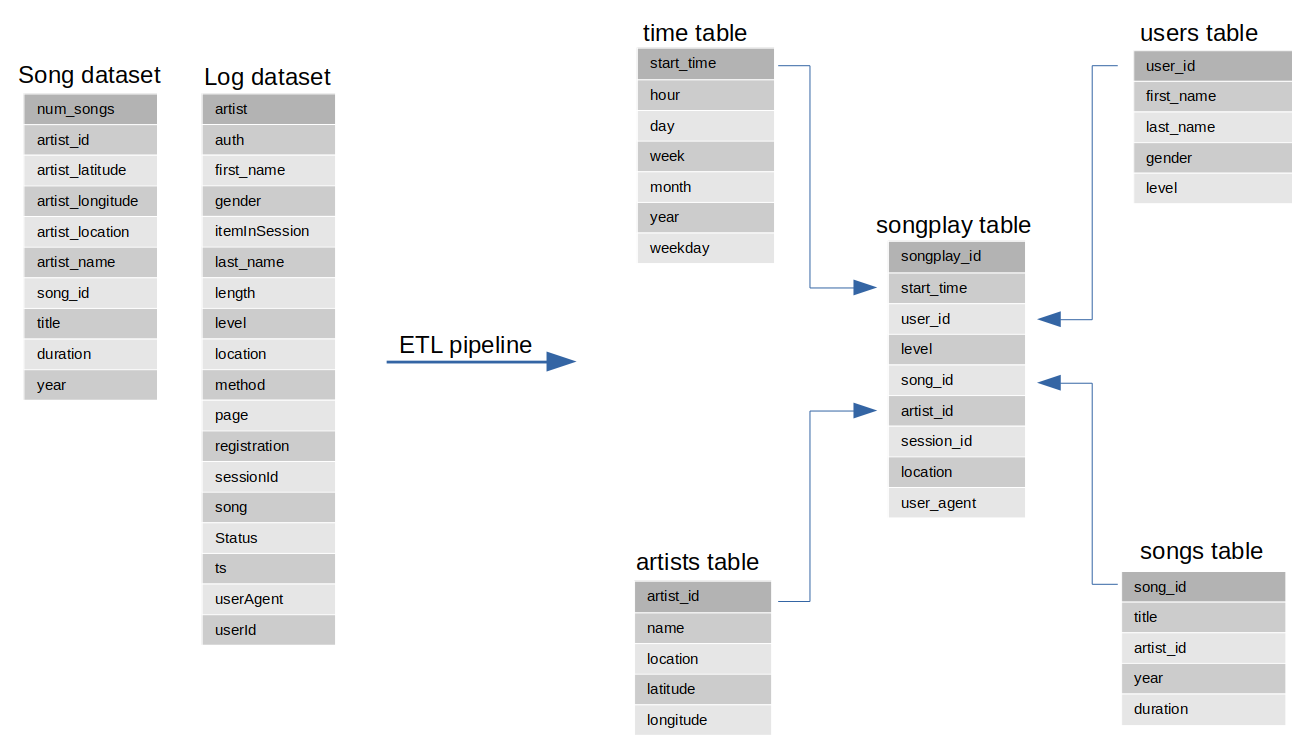 Song dataset
num_songs
artist_id
artist_latitude
artist_longitude
artist_location
artist_name
song_id
title
duration
year
Log dataset
artist
auth
first_name
gender
itemInSession
last_name
length
level
location
method
page
registration
sessionId
song
Status
ts
userAgent
userId
ETL pipeline
time table
start_time
hour
day
week
month
year
weekday
users table
user_id
first_name
last_name
gender
level
songplay table
songplay_id
start_time
user_id
level
song_id
artist_id
session_id
location
user_agent
artists table
artist_id
name
location
latitude
longitude
songs table
song_id
title
artist_id
year
duration